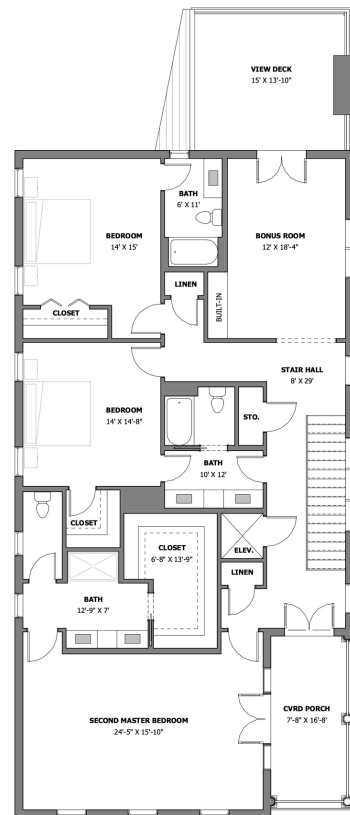 VIEW DECK
15' X 13'-10"
BATH
6' X 11'
BEDROOM
14' X 15'
BONUS ROOM
12' X 18'-4"
LINEN
BUILT-IN
CLOSET
STAIR HALL
8' X 29'
BEDROOM
14' X 14'-8"
STO.
BATH
10' X 12'
CLOSET
CLOSET
6'-8" X 13'-9"
ELEV.
LINEN
BATH
12'-9" X 7'
SECOND MASTER BEDROOM
24'-5" X 15'-10"
CVRD PORCH
7'-8" X 16'-8'